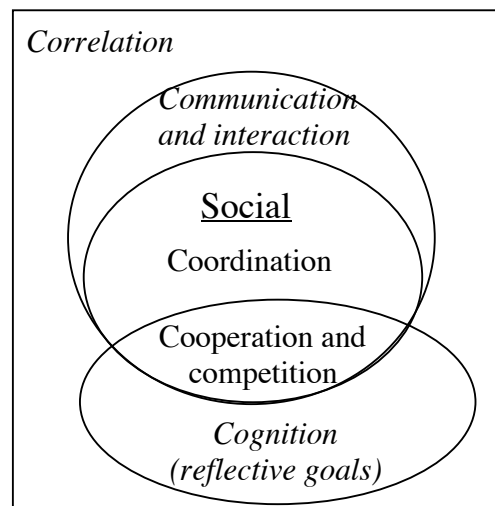 Correlation
Communication
and interaction
Social
Coordination
Cooperation and
competition
Cognition
(reflective goals)